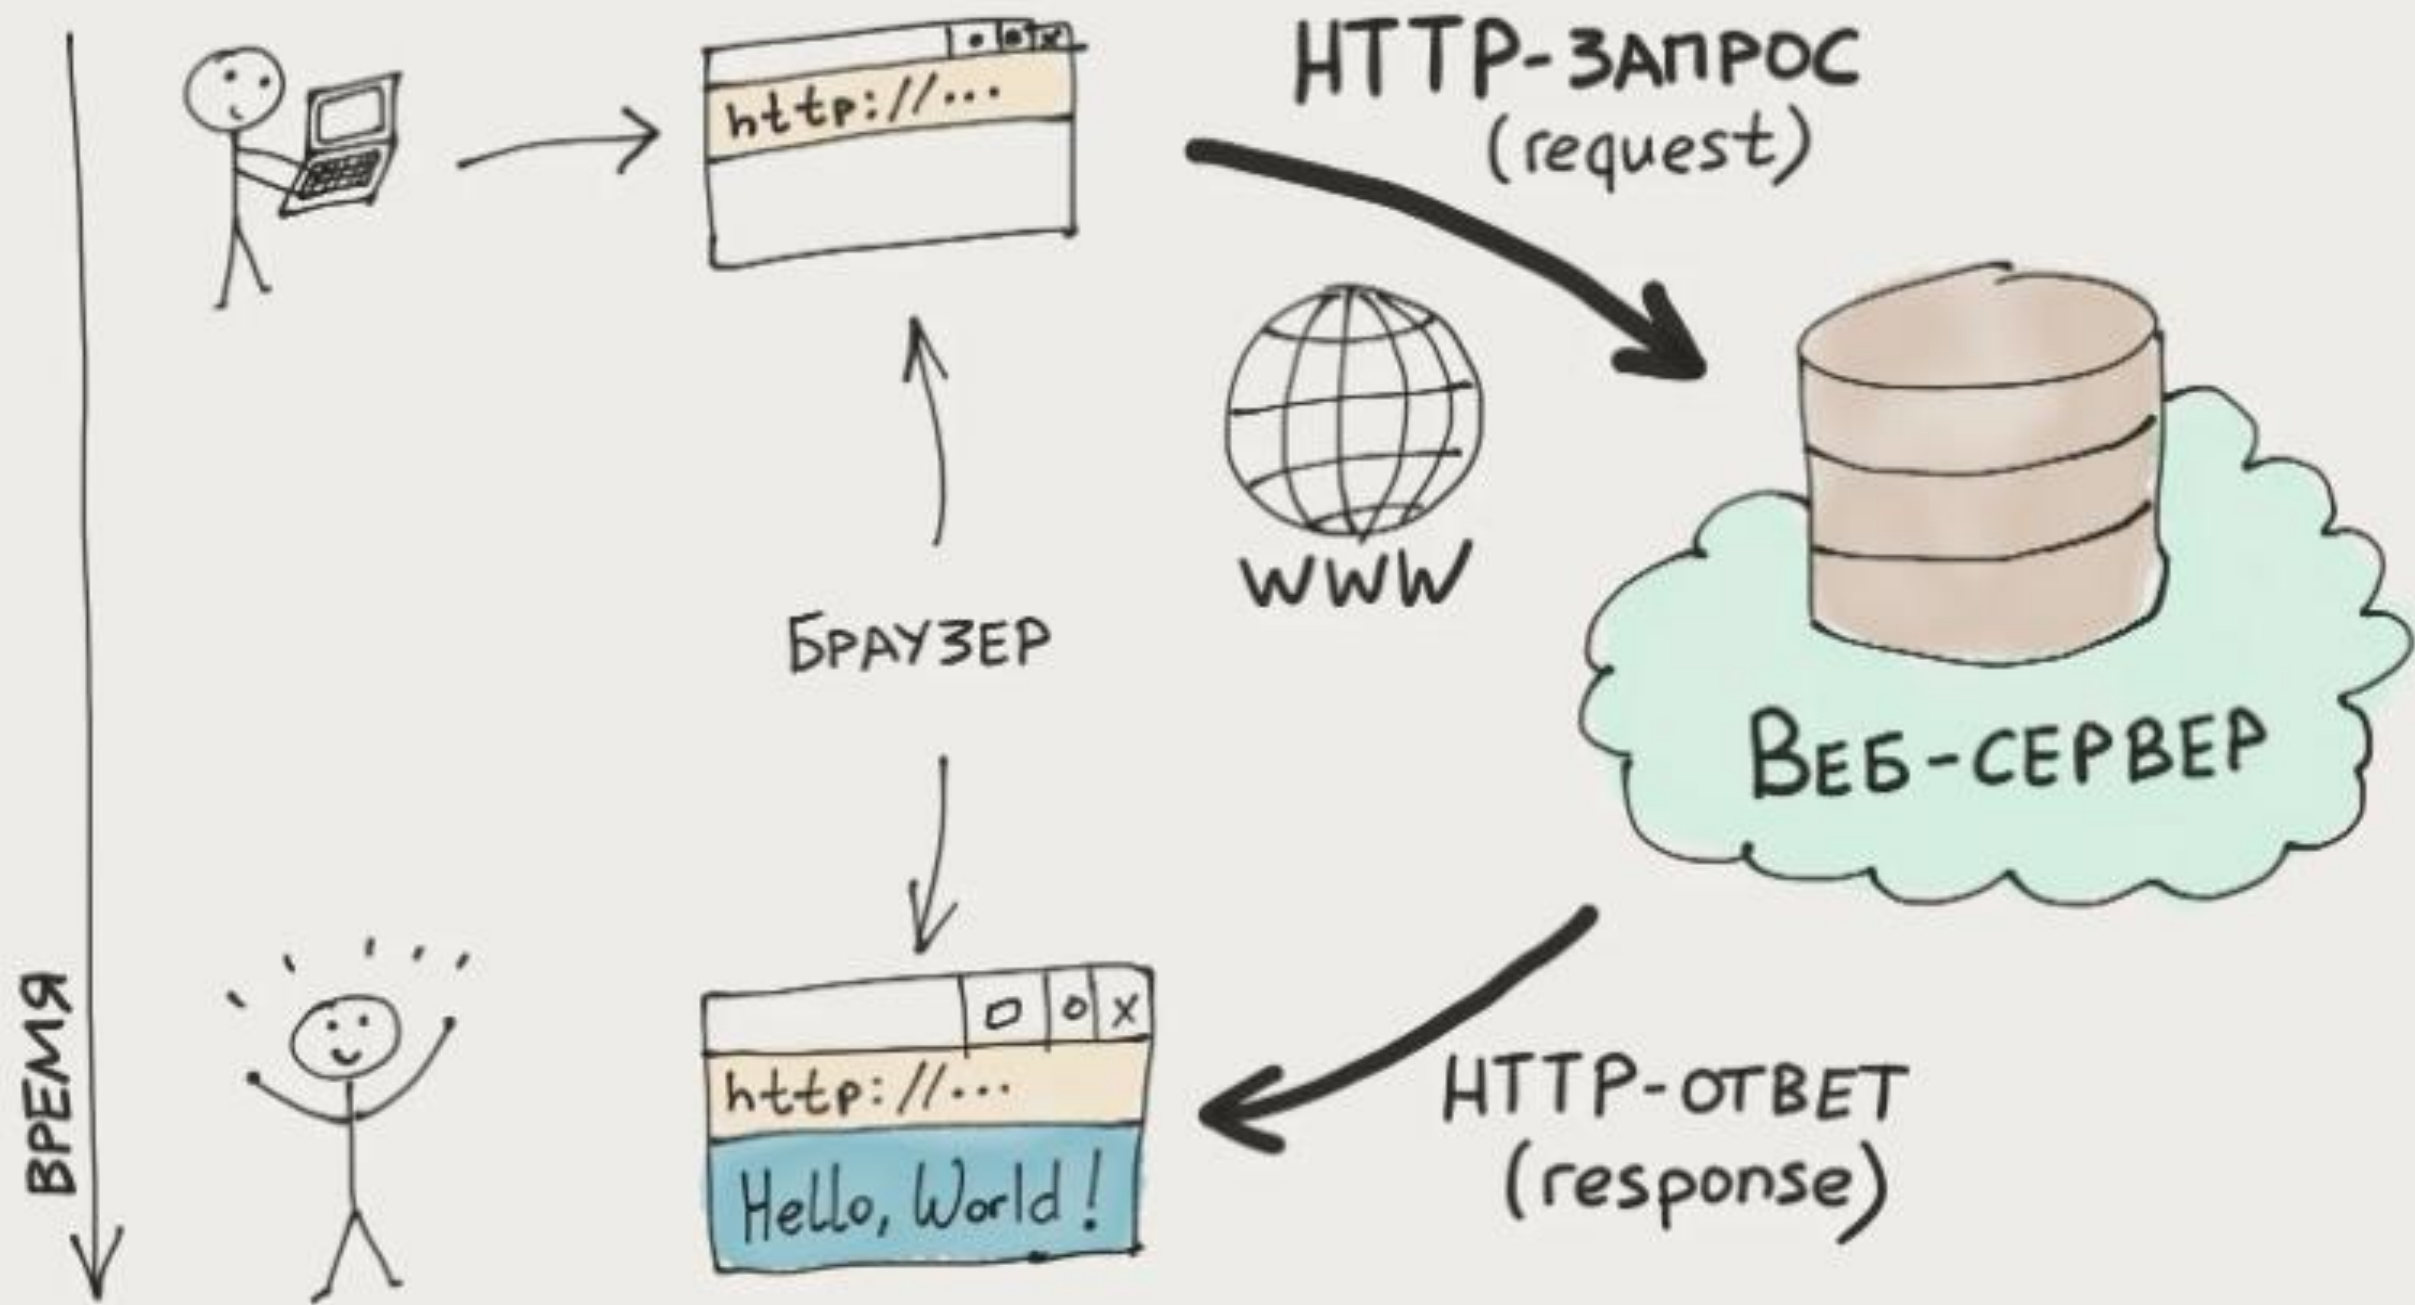 http://...
HTTP-ЗАПРОС
(request)
WWW
БРАУЗЕР
ВЕБ-СЕРВЕР
ВРЕМЯ
http://...
Hello, World!
HTTP-ОТВЕТ
(response)